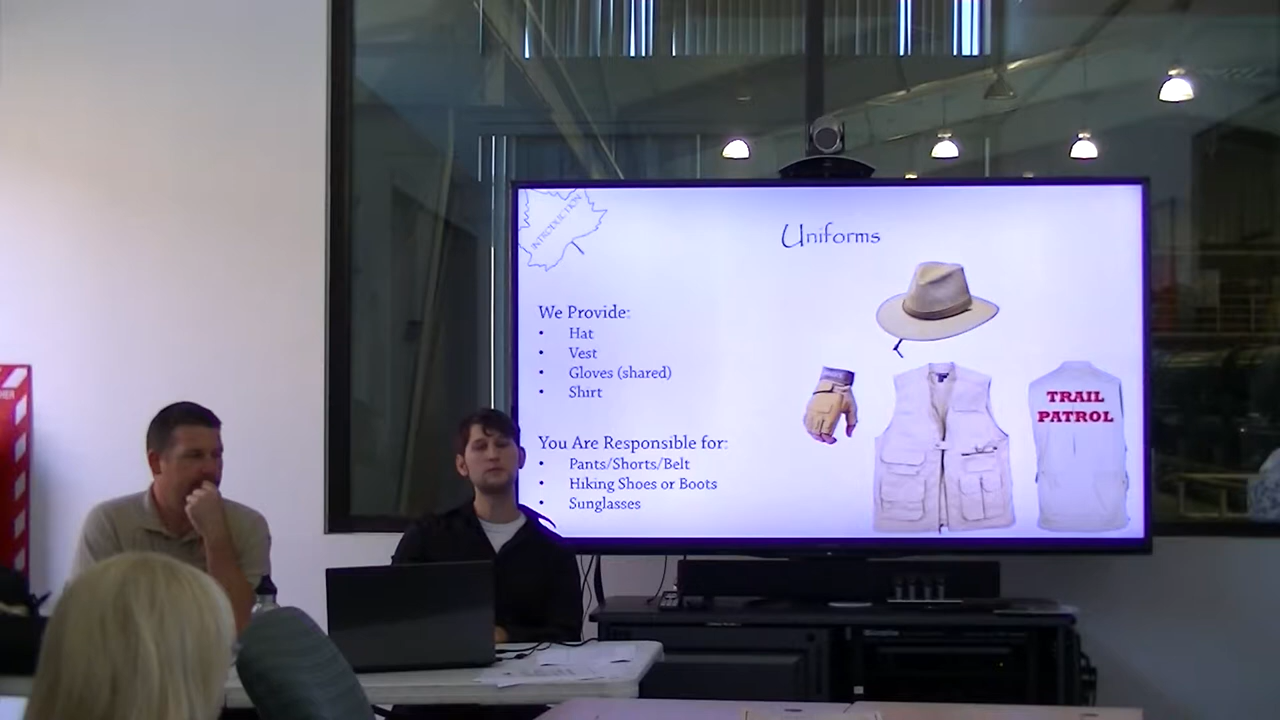 INTRODUCTION
Uniforms
We Provide:
• Hat
• Vest
• Gloves (shared)
• Shirt
TRAIL
PATROL
You Are Responsible for:
• Pants/Shorts/Belt
• Hiking Shoes or Boots
• Sunglasses